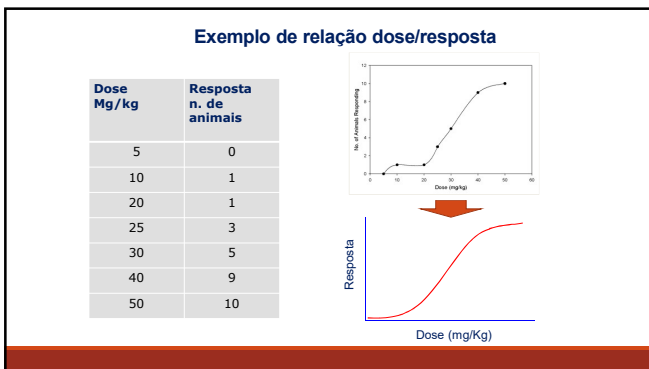 Exemplo de relação dose/resposta
Dose Mg/kg
Resposta n. de animais
5 0
10 1
20 1
25 3
30 5
40 9
50 10
12
10
8
6
4
2
0
No. of Animals Responding
0 10 20 30 40 50 60
Dose (mg/kg)
Resposta
Dose (mg/Kg)